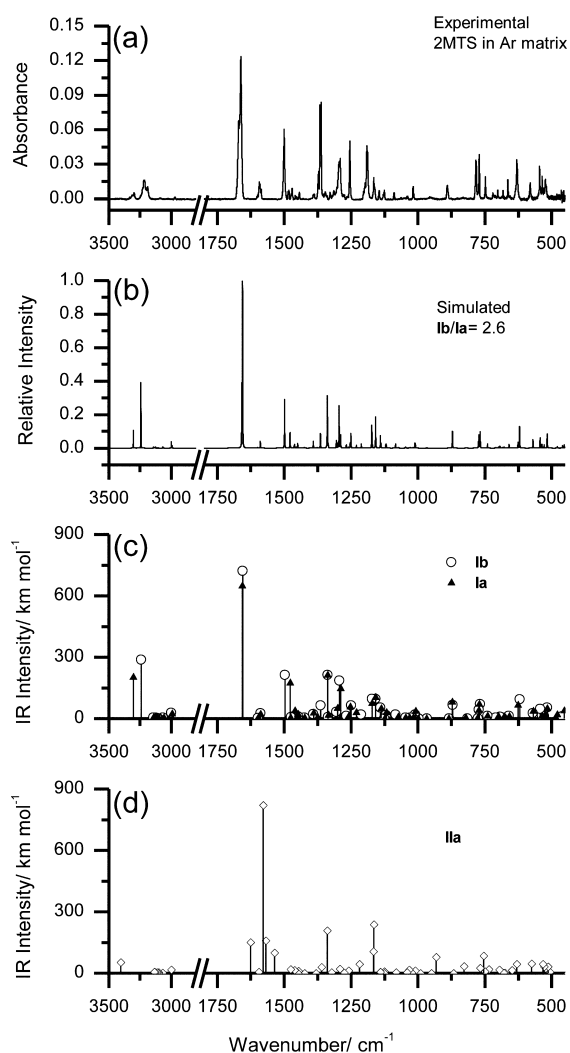 (a)
Experimental
2MTS in Ar matrix
Absorbance
0.15
0.12
0.09
0.06
0.03
0.00
3500 3000 1750 1500 1250 1000 750 500
(b)
Simulated
Ib/Ia= 2.6
Relative Intensity
1.0
0.8
0.6
0.4
0.2
0.0
3500 3000 1750 1500 1250 1000 750 500
(c)
Ib
Ia
IR Intensity/ km mol-1
900
600
300
0
3500 3000 1750 1500 1250 1000 750 500
(d)
IIa
IR Intensity/ km mol-1
900
600
300
0
3500 3000 1750 1500 1250 1000 750 500
Wavenumber/ cm-1